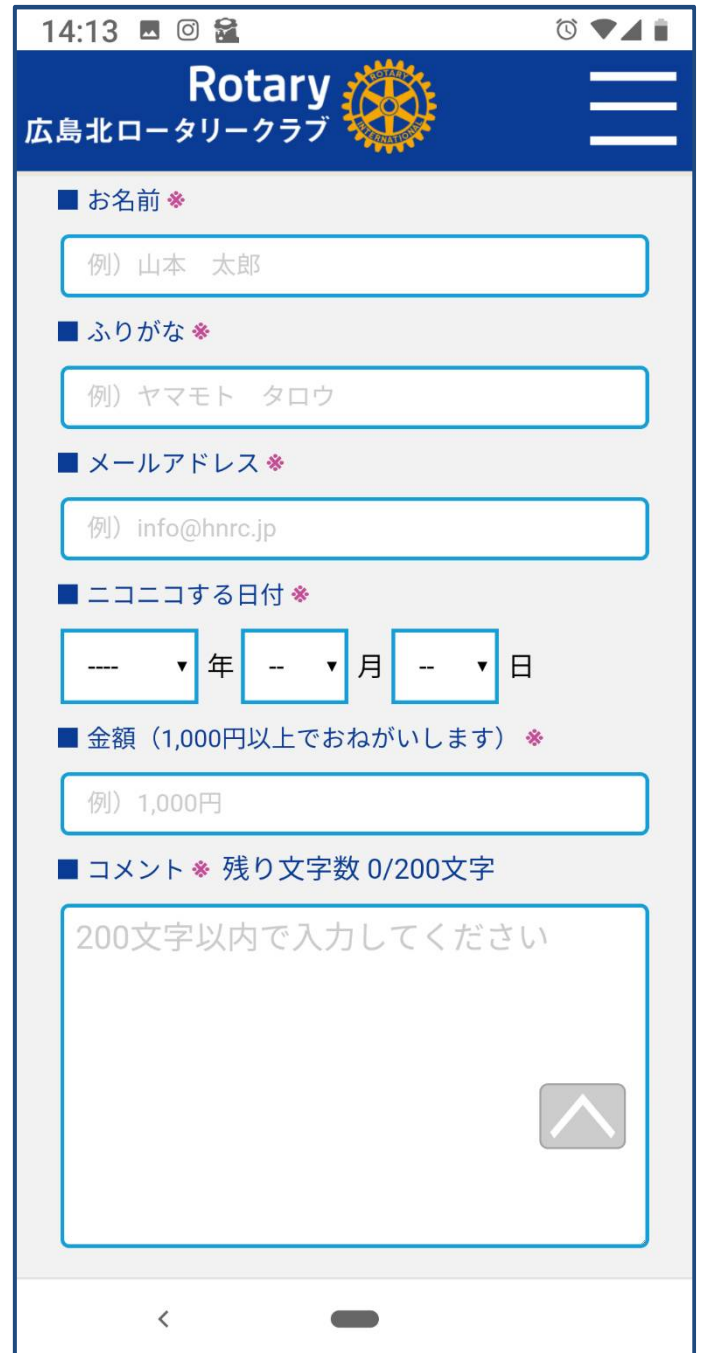 14:13
Rotary
広島北ロータリークラブ
ROTARY
INTERNATIONAL
■ お名前 ※
例）山本　太郎
■ ふりがな ※
例）ヤマモト　タロウ
■ メールアドレス ※
例）info@hnrc.jp
■ ニコニコする日付 ※
---- 年 -- 月 -- 日
■ 金額（1,000円以上でおねがいします） ※
例）1,000円
■ コメント ※ 残り文字数 0/200文字
200文字以内で入力してください